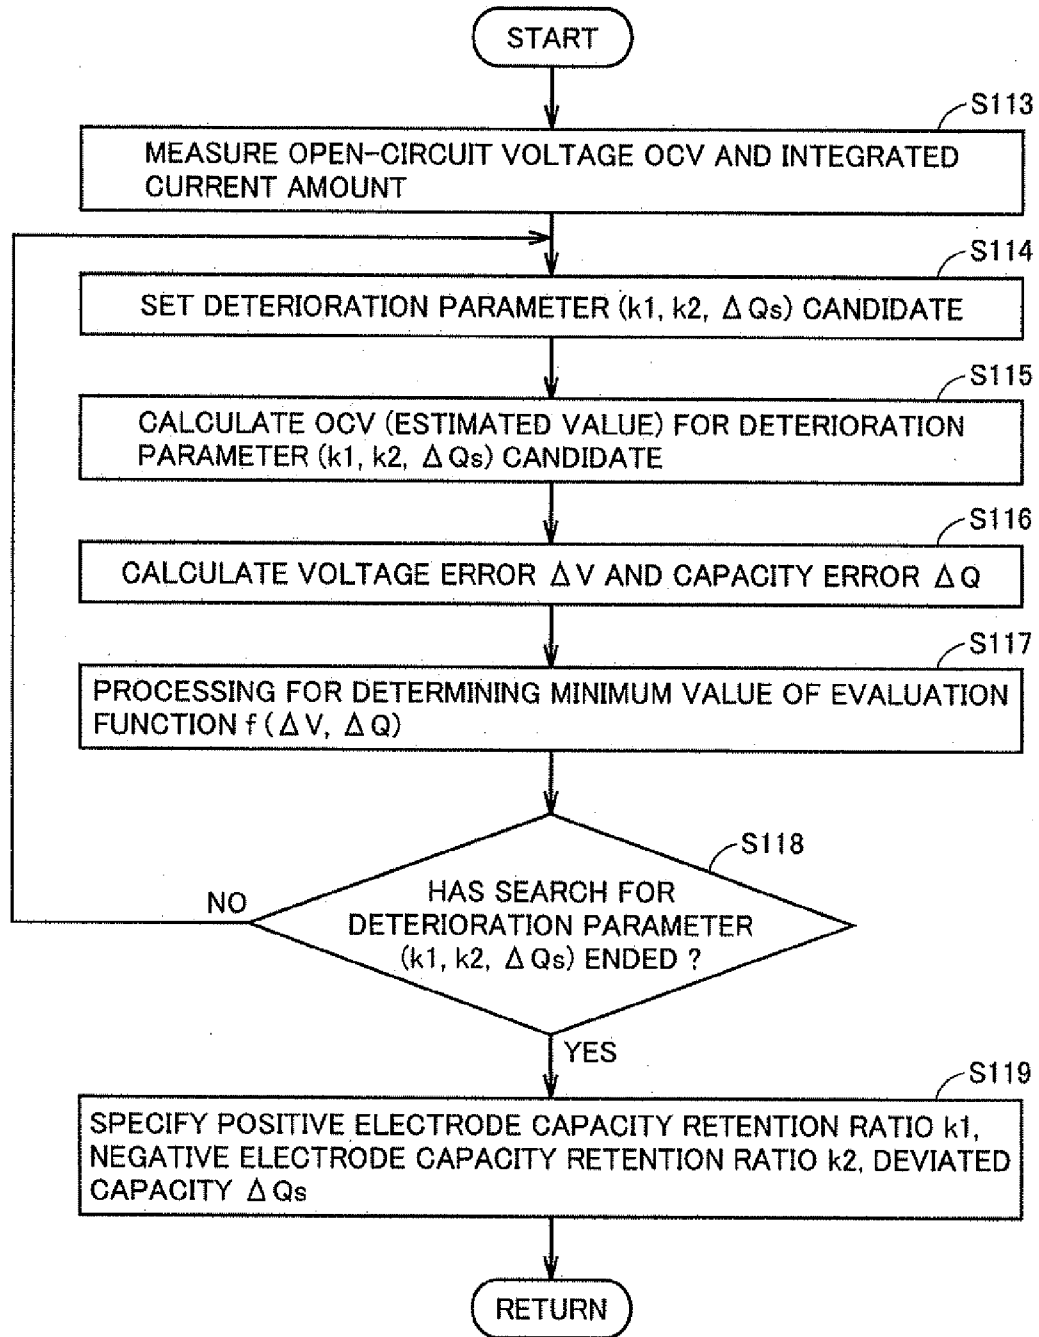 START
S113
MEASURE OPEN-CIRCUIT VOLTAGE OCV AND INTEGRATED
CURRENT AMOUNT
S114
SET DETERIORATION PARAMETER (k1, k2, ΔQs) CANDIDATE
S115
CALCULATE OCV (ESTIMATED VALUE) FOR DETERIORATION
PARAMETER (k1, k2, ΔQs) CANDIDATE
S116
CALCULATE VOLTAGE ERROR ΔV AND CAPACITY ERROR ΔQ
S117
PROCESSING FOR DETERMINING MINIMUM VALUE OF EVALUATION
FUNCTION f (ΔV, ΔQ)
S118
HAS SEARCH FOR
DETERIORATION PARAMETER
(k1, k2, ΔQs) ENDED ?
NO
YES
S119
SPECIFY POSITIVE ELECTRODE CAPACITY RETENTION RATIO k1,
NEGATIVE ELECTRODE CAPACITY RETENTION RATIO k2, DEVIATED
CAPACITY ΔQs
RETURN